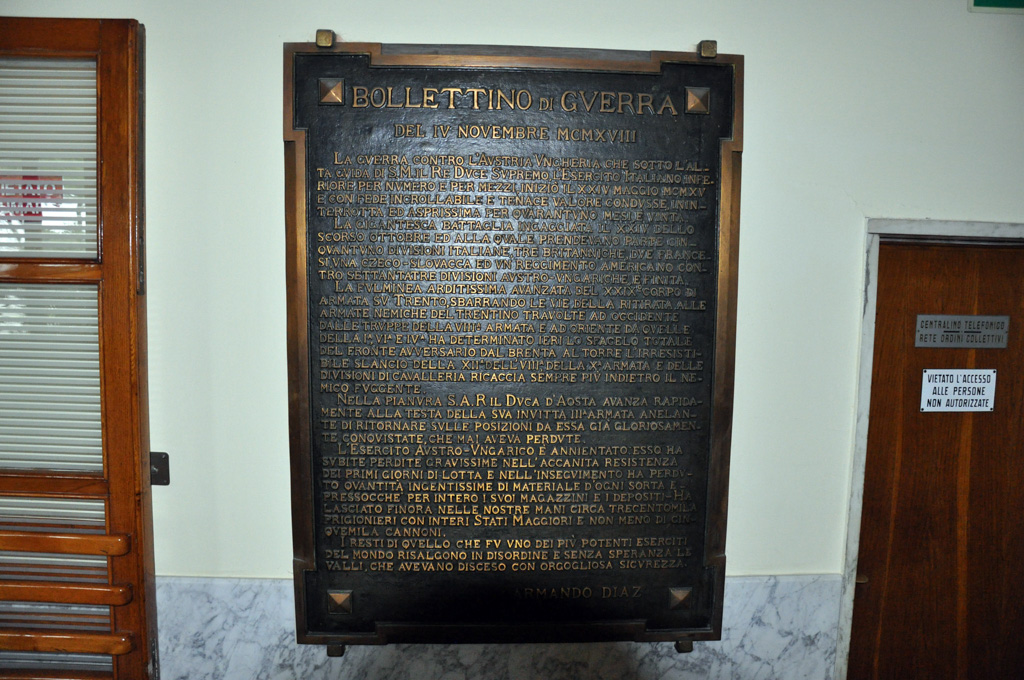 BOLLETTINO DI GVERRA
DEL IV NOVEMBRE MCMXVIII
LA GVERRA CONTRO L'AVSTRIA VNGHERIA CHE SOTTO L'AL-
TA GVIDA DI S.M. IL RE DVCE SVPREMO L'ESERCITO ITALIANO INFE-
RIORE PER NVMERO E PER MEZZI, INIZIÒ IL XXIV MAGGIO MCMXV
E CON FEDE INCROLLABILE E TENACE VALORE CONDVSSE ININ-
TERROTTA ED ASPRISSIMA PER QVARANTVNO MESI È VINTA.
LA GIGANTESCA BATTAGLIA INGAGGIATA IL XXIV DELLO
SCORSO OTTOBRE ED ALLA QVALE PRENDEVANO PARTE CIN-
QVANTVNO DIVISIONI ITALIANE, TRE BRITANNICHE, DVE FRANCE-
SI VNA CZECO-SLOVACCA ED VN REGGIMENTO AMERICANO CON-
TRO SETTANTATRE DIVISIONI AVSTRO-VNGARICHE È FINITA.
LA FVLMINEA ARDITISSIMA AVANZATA DEL XXIX° CORPO DI
ARMATA SV TRENTO, SBARRANDO LE VIE DELLA RITIRATA ALLE
ARMATE NEMICHE DEL TRENTINO TRAVOLTE AD OCCIDENTE
DALLE TRVPPE DELLA VIIª ARMATA E AD ORIENTE DA QVELLE
DELLA Iª VIª E IVª HA DETERMINATO IERI LO SFACELO TOTALE
DEL FRONTE AVVERSARIO DAL BRENTA AL TORRE L'IRRESISTI-
BILE SLANCIO DELLA XIIª DELL'VIIIª DELLA Xª ARMATA E DELLE
DIVISIONI DI CAVALLERIA RICACCIA SEMPRE PIV INDIETRO IL NE-
MICO FVGGENTE.
NELLA PIANVRA S.A.R IL DVCA D'AOSTA AVANZA RAPIDA-
MENTE ALLA TESTA DELLA SVA INVITTA IIIª ARMATA ANELAN-
TE DI RITORNARE SVLLE POSIZIONI DA ESSA GIÀ GLORIOSAMEN-
TE CONQVISTATE, CHE MAI AVEVA PERDVTE.
L'ESERCITO AVSTRO-VNGARICO È ANNIENTATO: ESSO HA
SVBITE PERDITE GRAVISSIME NELL'ACCANITA RESISTENZA
DEI PRIMI GIORNI DI LOTTA E NELL'INSEGVIMENTO HA PERDV-
TO QVANTITÀ INGENTISSIME DI MATERIALE D'OGNI SORTA E
PRESSOCCHÈ PER INTERO I SVOI MAGAZZINI E I DEPOSITI - HA
LASCIATO FINORA NELLE NOSTRE MANI CIRCA TRECENTOMILA
PRIGIONIERI CON INTERI STATI MAGGIORI E NON MENO DI CIN-
QVEMILA CANNONI.
I RESTI DI QVELLO CHE FV VNO DEI PIV POTENTI ESERCITI
DEL MONDO RISALGONO IN DISORDINE E SENZA SPERANZA LE
VALLI, CHE AVEVANO DISCESO CON ORGOGLIOSA SICVREZZA.
ARMANDO DIAZ
CENTRALINO TELEFONICO
RETE ORDINI COLLETTIVI
VIETATO L'ACCESSO
ALLE PERSONE
NON AUTORIZZATE